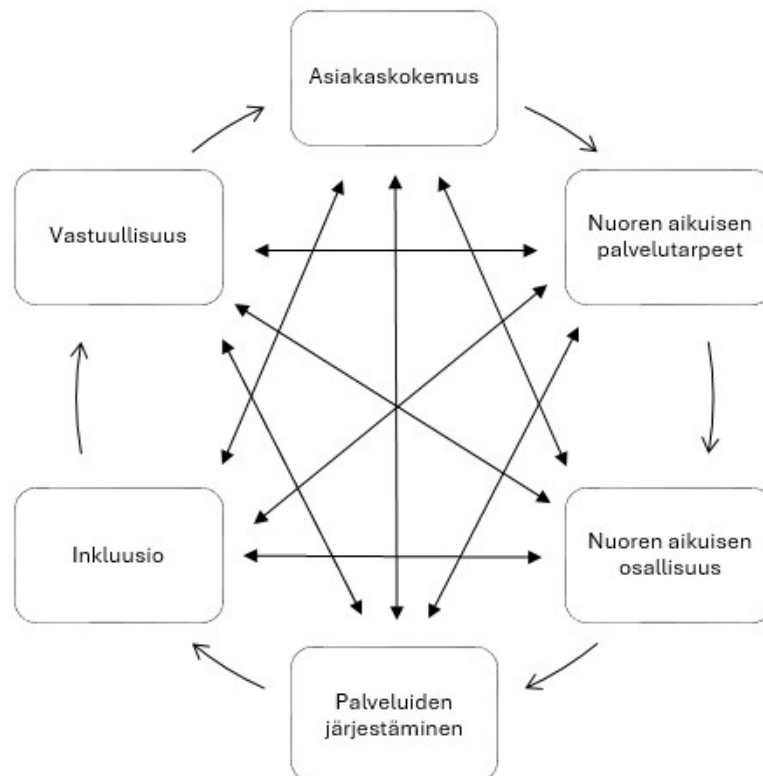 Asiakaskokemus
Nuoren aikuisen
palvelutarpeet
Nuoren aikuisen
osallisuus
Palveluiden
järjestäminen
Inkluusio
Vastuullisuus